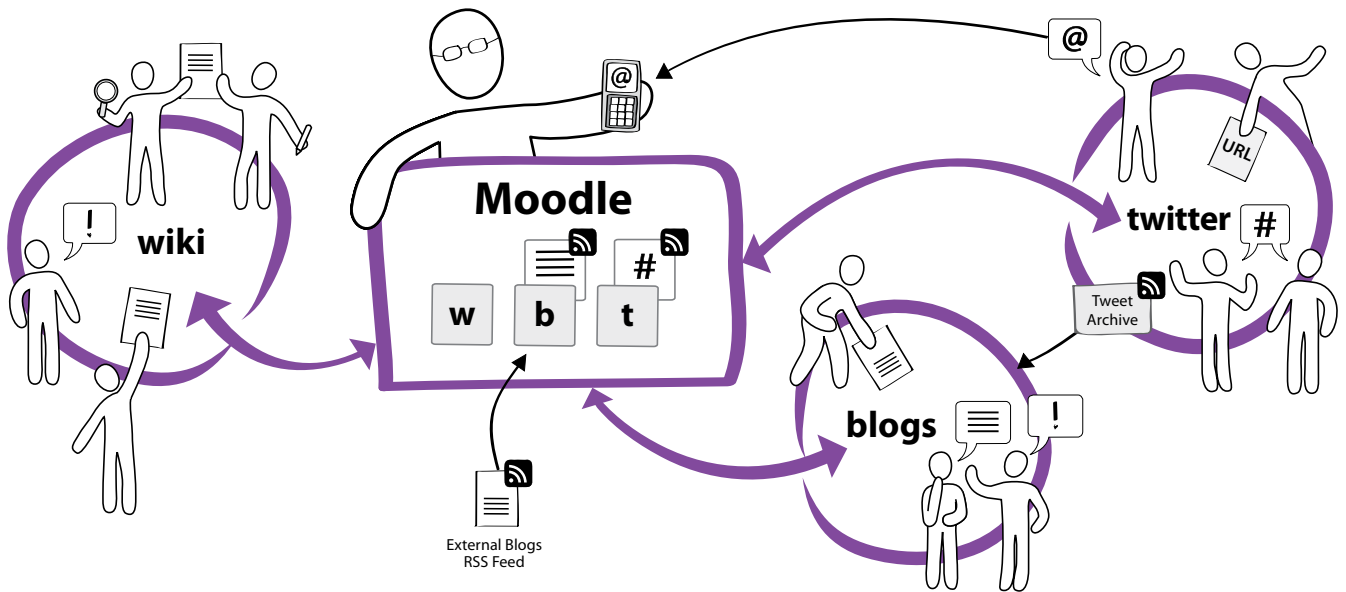 @
@
URL
Moodle
!
wiki
twitter
#
#
w
b
t
Tweet
Archive
blogs
!
External Blogs
RSS Feed